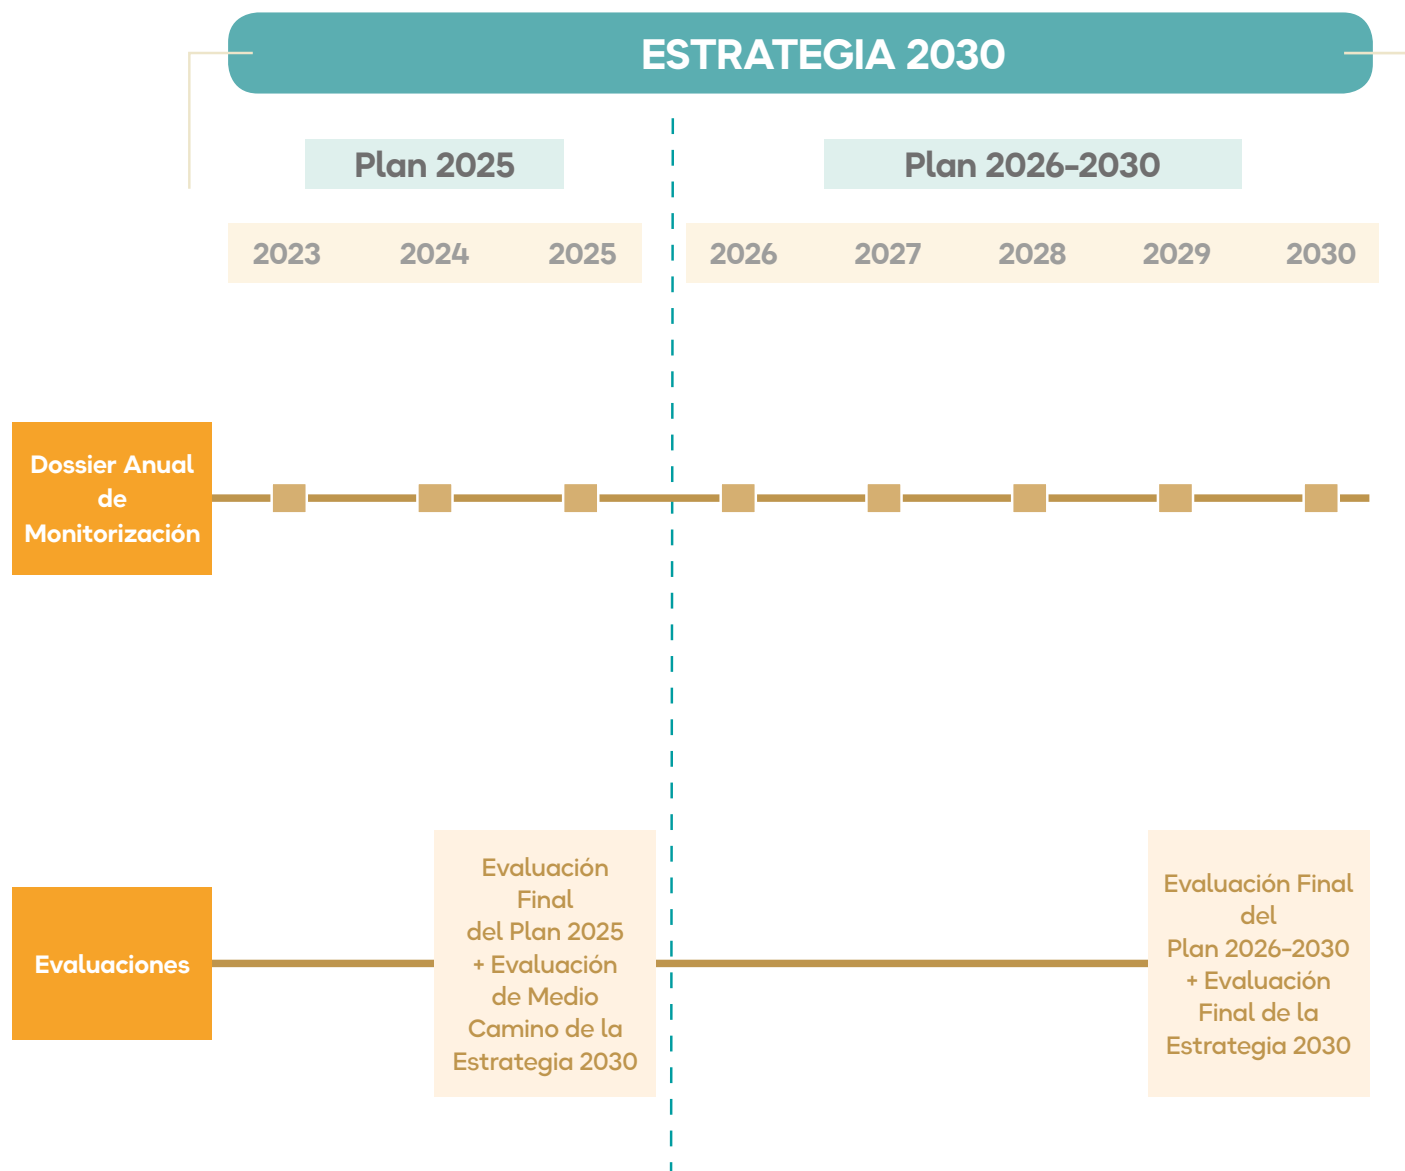 ESTRATEGIA 2030
Plan 2025
Plan 2026-2030
2023 2024 2025 2026 2027 2028 2029 2030
Dossier Anual
de
Monitorización
Evaluaciones
Evaluación
Final
del Plan 2025
+ Evaluación
de Medio
Camino de la
Estrategia 2030
Evaluación Final
del
Plan 2026-2030
+ Evaluación
Final de la
Estrategia 2030